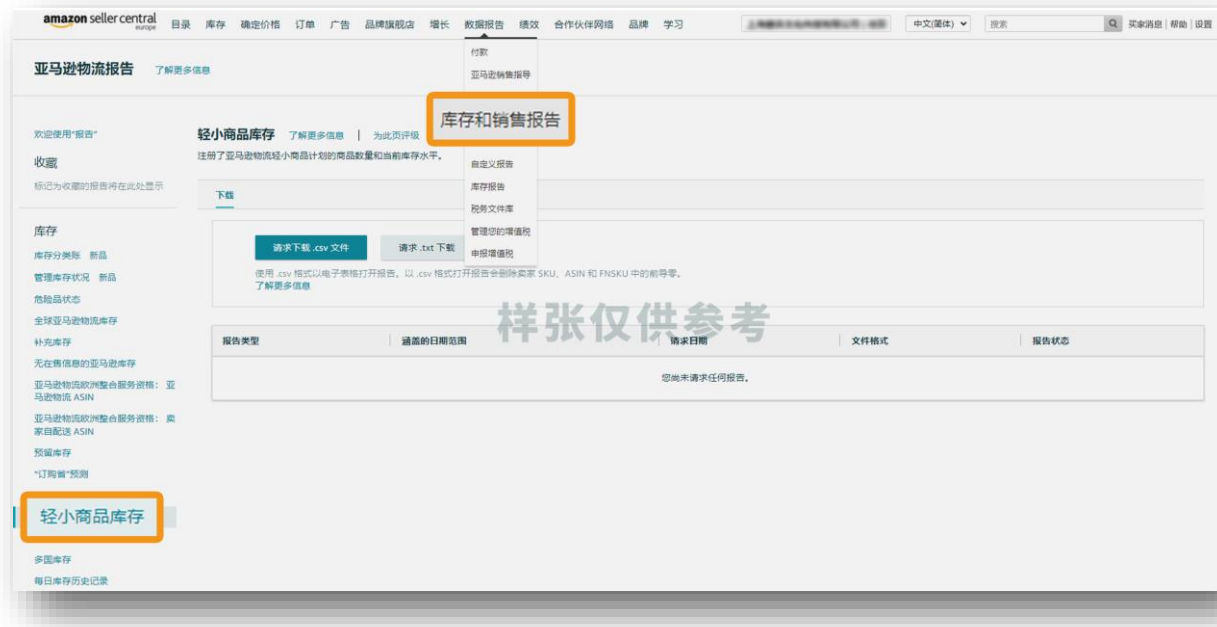 amazon seller central
europe
目录 库存 确定价格 订单 广告 品牌旗舰店 增长 数据报告 绩效 合作伙伴网络 品牌 学习
中文(简体)
搜索
买家消息 | 帮助 | 设置
付款
亚马逊销售指导
库存和销售报告
自定义报告
库存报告
税务文件库
管理您的增值税
申报增值税
亚马逊物流报告 了解更多信息
欢迎使用“报告”
收藏
标记为收藏的报告将在此处显示
库存
库存分类账 新品
管理库存状况 新品
危险品状态
全球亚马逊物流库存
补充库存
无在售信息的亚马逊库存
亚马逊物流欧洲整合服务资格： 亚
马逊物流 ASIN
亚马逊物流欧洲整合服务资格： 卖
家自配送 ASIN
预留库存
“订购省”预测
轻小商品库存
多国库存
每日库存历史记录
轻小商品库存 了解更多信息 | 为此页评级
注册了亚马逊物流轻小商品计划的商品数量和当前库存水平。
下载
请求下载 .csv 文件 请求 .txt 下载
使用 .csv 格式以电子表格打开报告。以 .csv 格式打开报告会删除卖家 SKU、ASIN 和 FNSKU 中的前导零。
了解更多信息
样张仅供参考
报告类型 涵盖的日期范围 请求日期 文件格式 报告状态
您尚未请求任何报告。